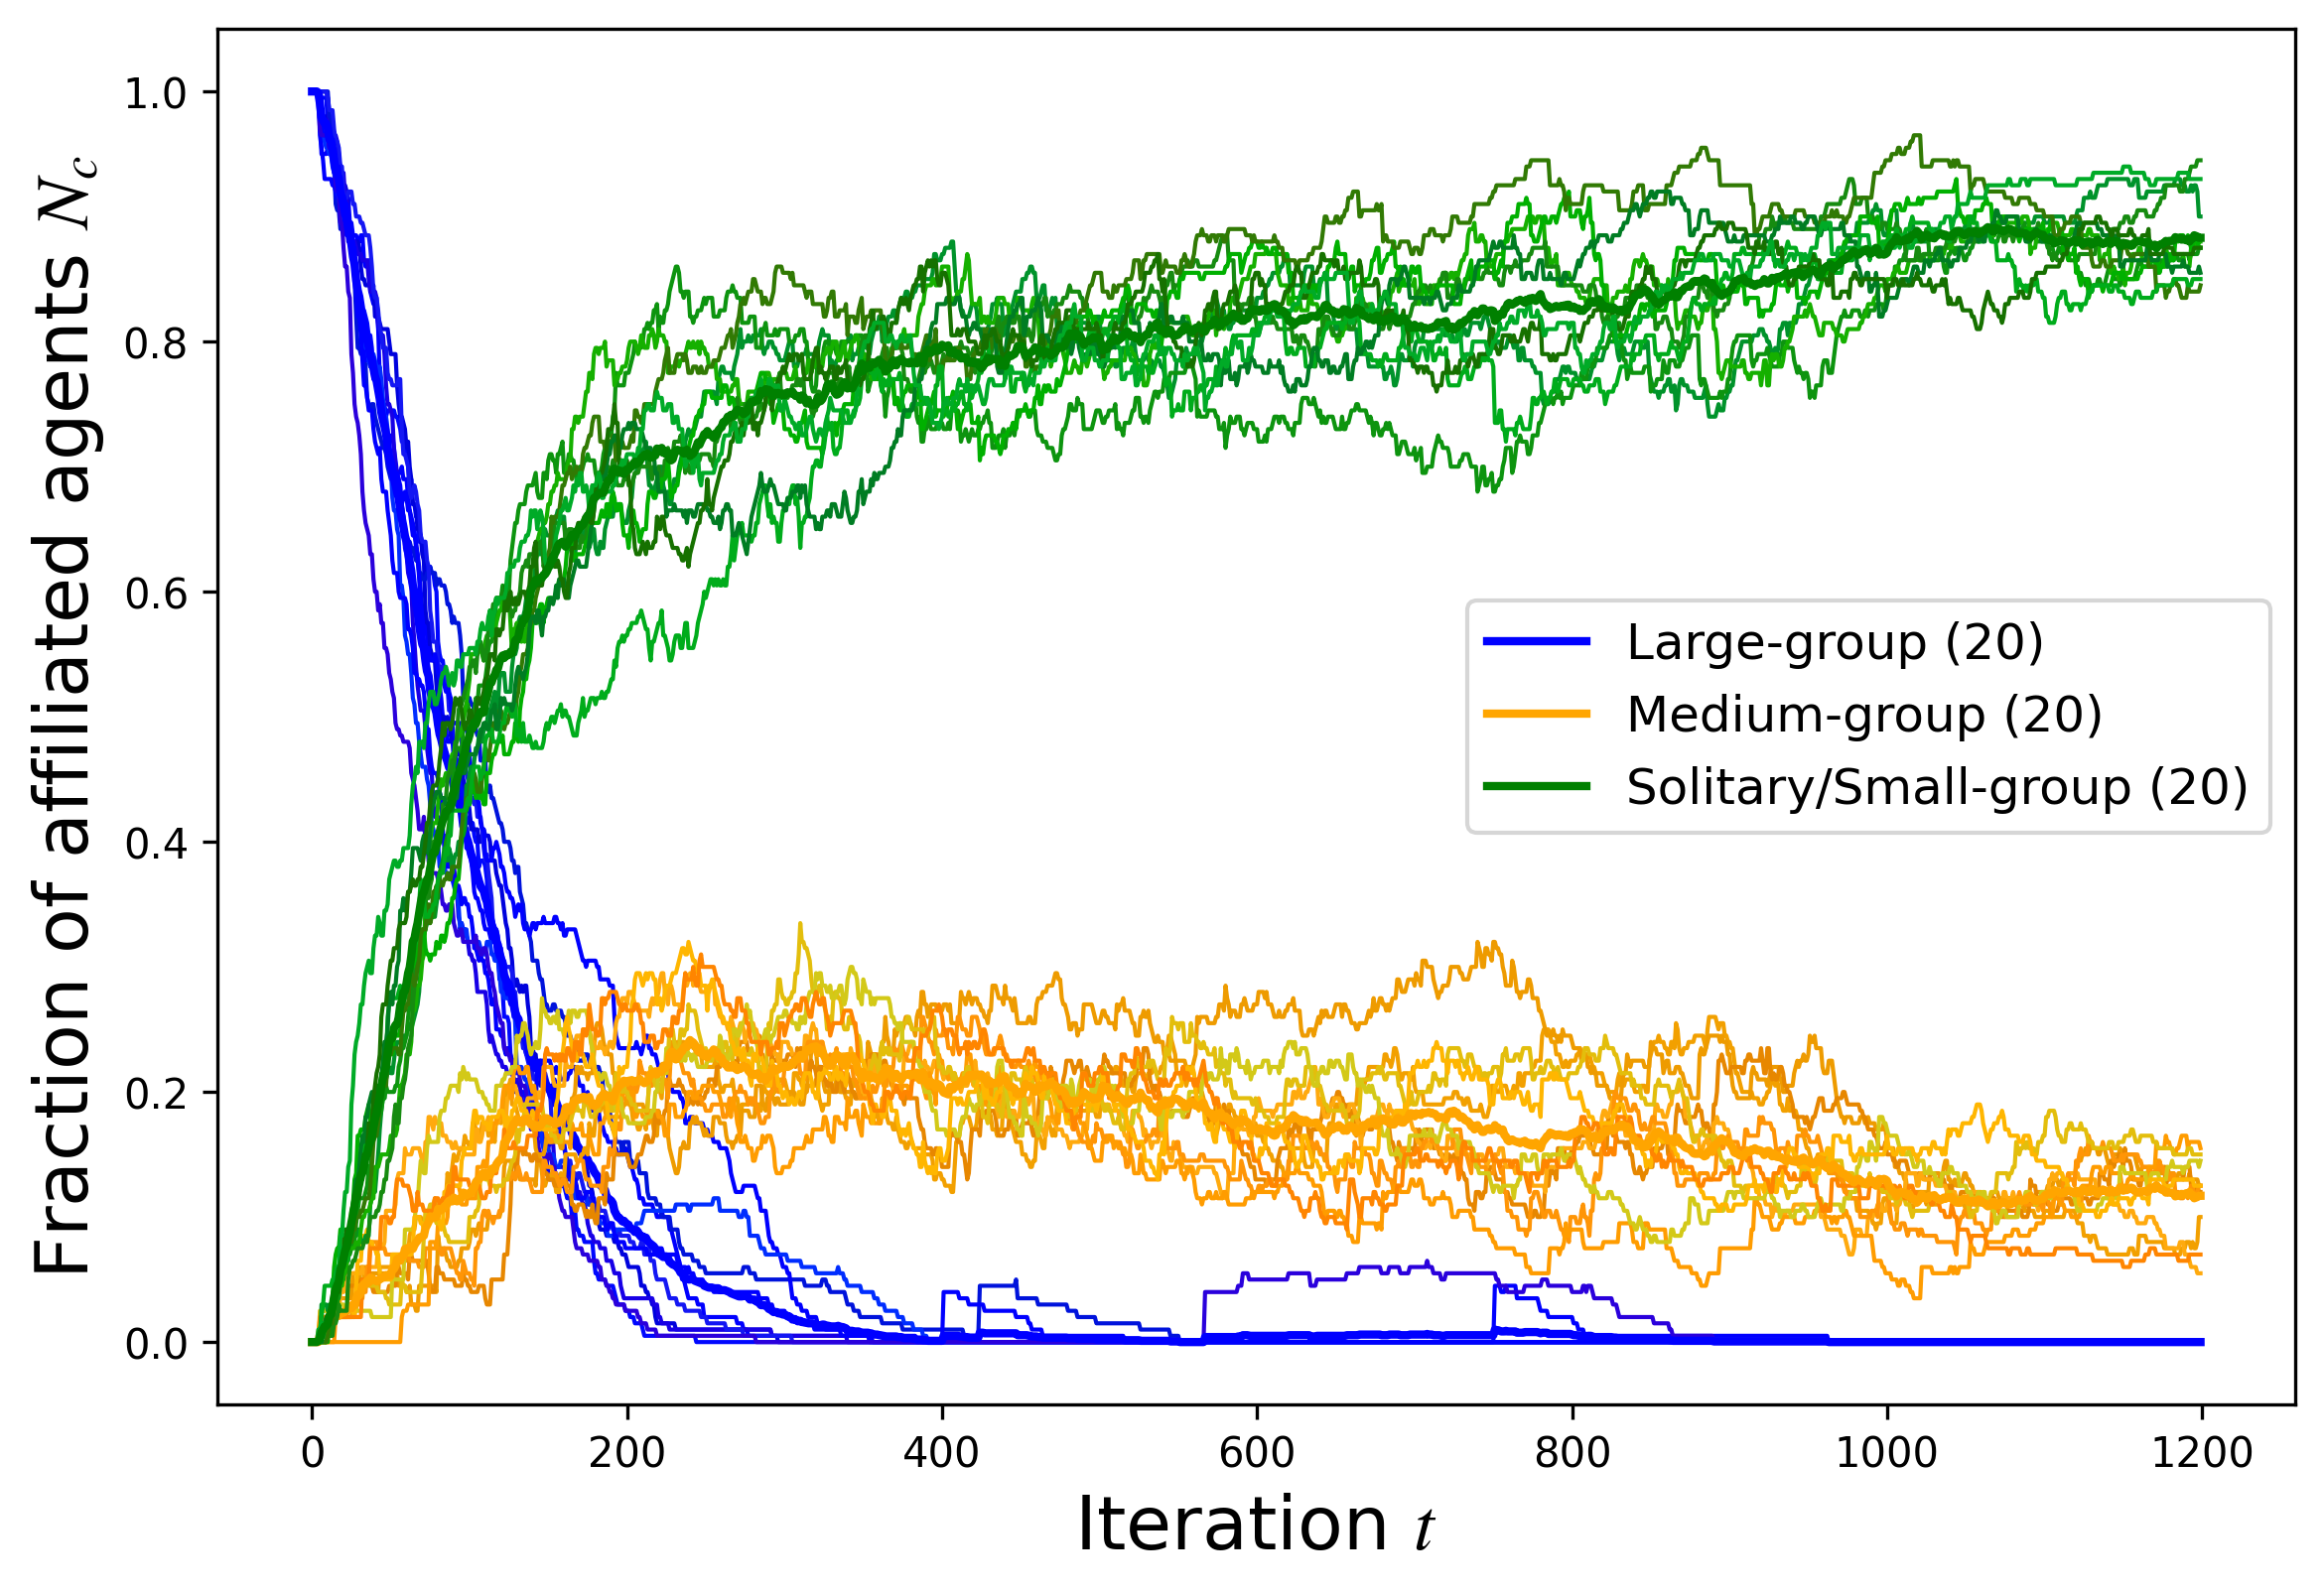 Fraction of affiliated agents N_c
1.0
0.8
0.6
0.4
0.2
0.0
Large-group (20)
Medium-group (20)
Solitary/Small-group (20)
0 200 400 600 800 1000 1200
Iteration t